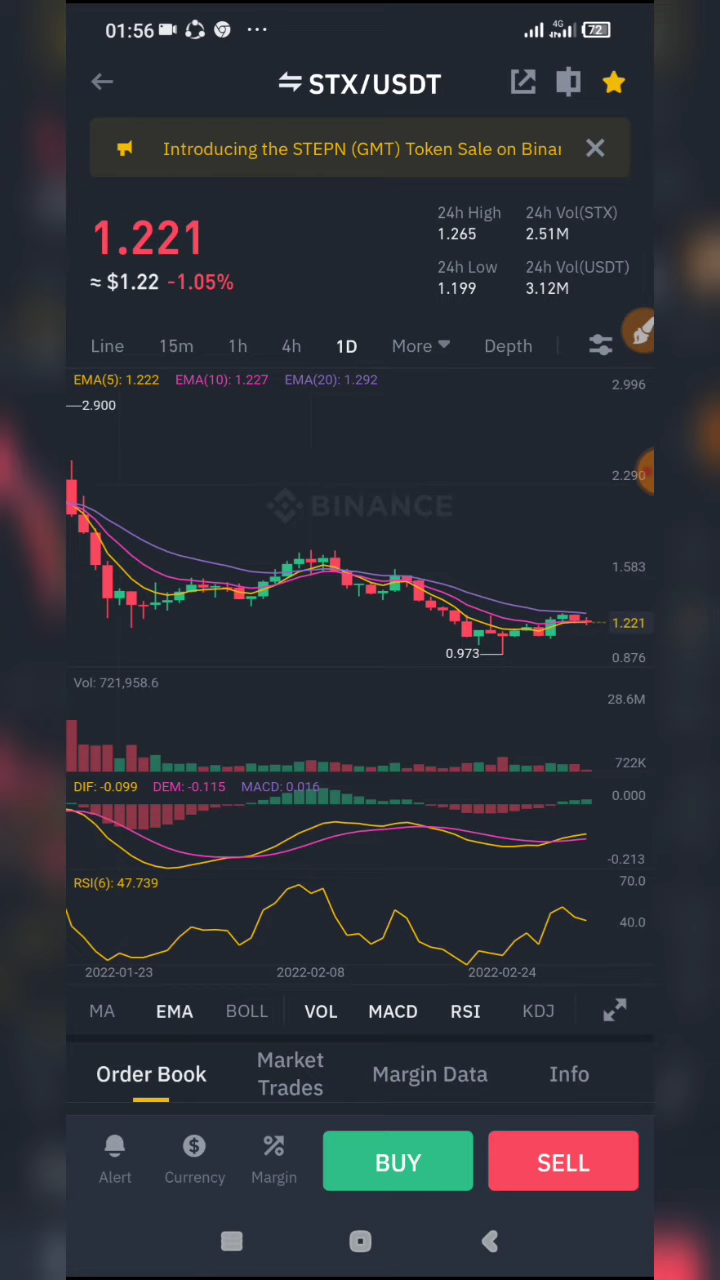 01:56
4G
72
STX/USDT
Introducing the STEPN (GMT) Token Sale on Binan
1.221
≈ $1.22 -1.05%
24h High
1.265
24h Vol(STX)
2.51M
24h Low
1.199
24h Vol(USDT)
3.12M
Line 15m 1h 4h 1D More Depth
EMA(5): 1.222 EMA(10): 1.227 EMA(20): 1.292
2.996
2.900
2.290
BINANCE
1.583
1.221
0.973
0.876
Vol: 721,958.6
28.6M
722K
DIF: -0.099 DEM: -0.115 MACD: 0.016
0.000
-0.213
RSI(6): 47.739
70.0
40.0
2022-01-23 2022-02-08 2022-02-24
MA EMA BOLL VOL MACD RSI KDJ
Order Book
Market
Trades
Margin Data
Info
Alert
Currency
Margin
BUY
SELL